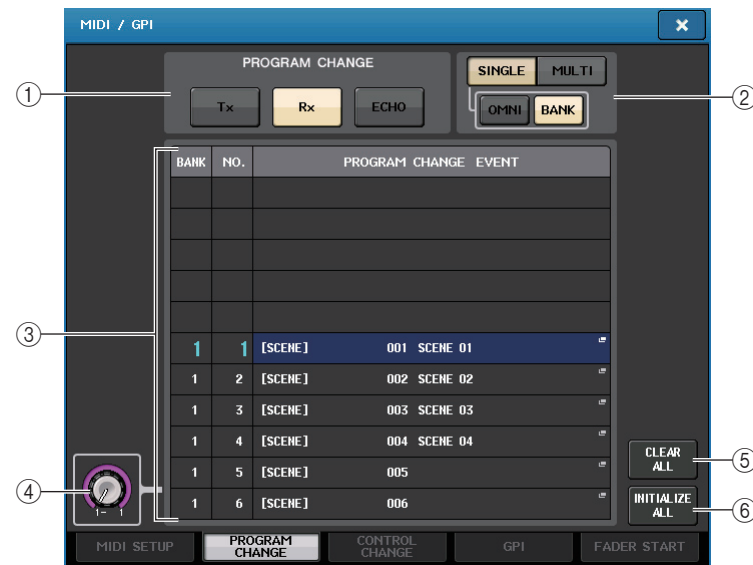 MIDI / GPI
×
PROGRAM CHANGE
Tx
Rx
ECHO
SINGLE
MULTI
OMNI
BANK
①
②
BANK NO. PROGRAM CHANGE EVENT
③
1 1 [SCENE] 001 SCENE 01
1 2 [SCENE] 002 SCENE 02
1 3 [SCENE] 003 SCENE 03
1 4 [SCENE] 004 SCENE 04
1 5 [SCENE] 005
1 6 [SCENE] 006
④
1- 1
CLEAR
ALL
⑤
INITIALIZE
ALL
⑥
MIDI SETUP
PROGRAM
CHANGE
CONTROL
CHANGE
GPI
FADER START